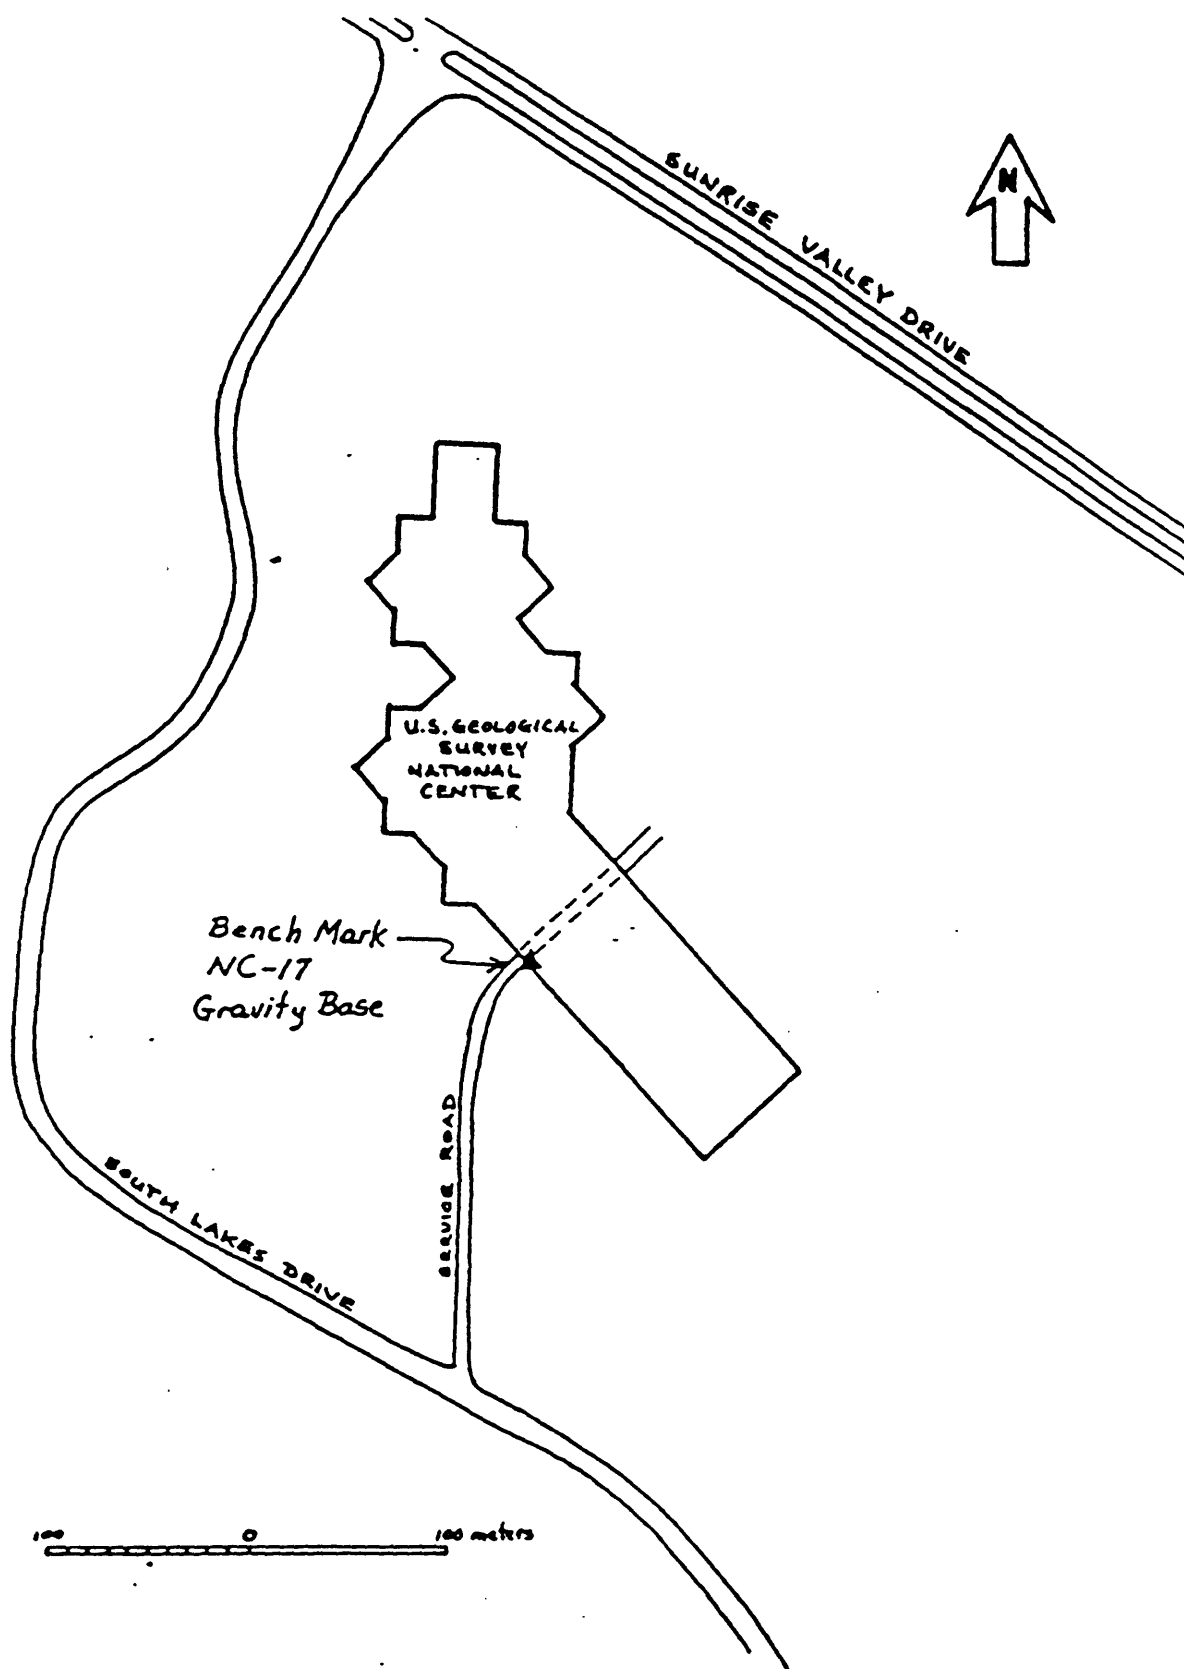 SUNRISE VALLEY DRIVE
N
U.S. GEOLOGICAL
SURVEY
NATIONAL
CENTER
Bench Mark
NC-17
Gravity Base
SERVICE ROAD
SOUTH LAKES DRIVE
100 0 100 meters